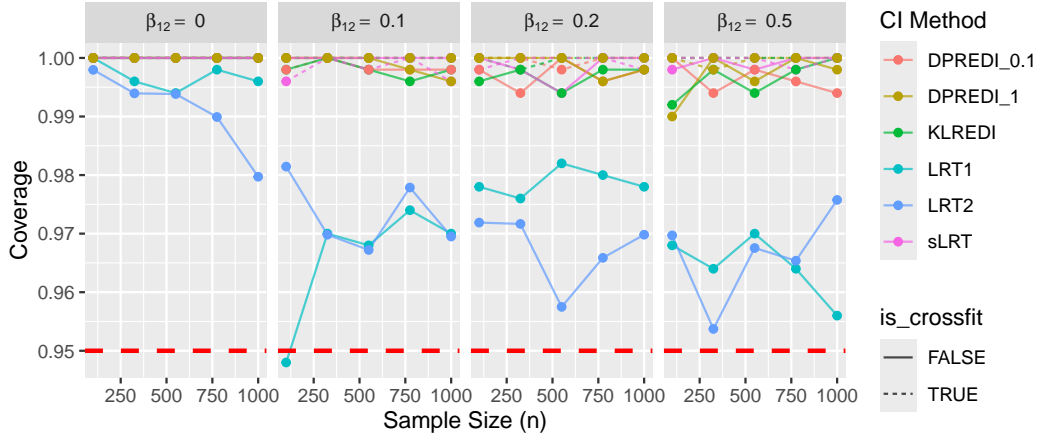 β₁₂ = 0
β₁₂ = 0.1
β₁₂ = 0.2
β₁₂ = 0.5
1.00
0.99
0.98
0.97
0.96
0.95
Coverage
250 500 750 1000
250 500 750 1000
250 500 750 1000
250 500 750 1000
Sample Size (n)
CI Method
DPREDI_0.1
DPREDI_1
KLREDI
LRT1
LRT2
sLRT
is_crossfit
FALSE
TRUE